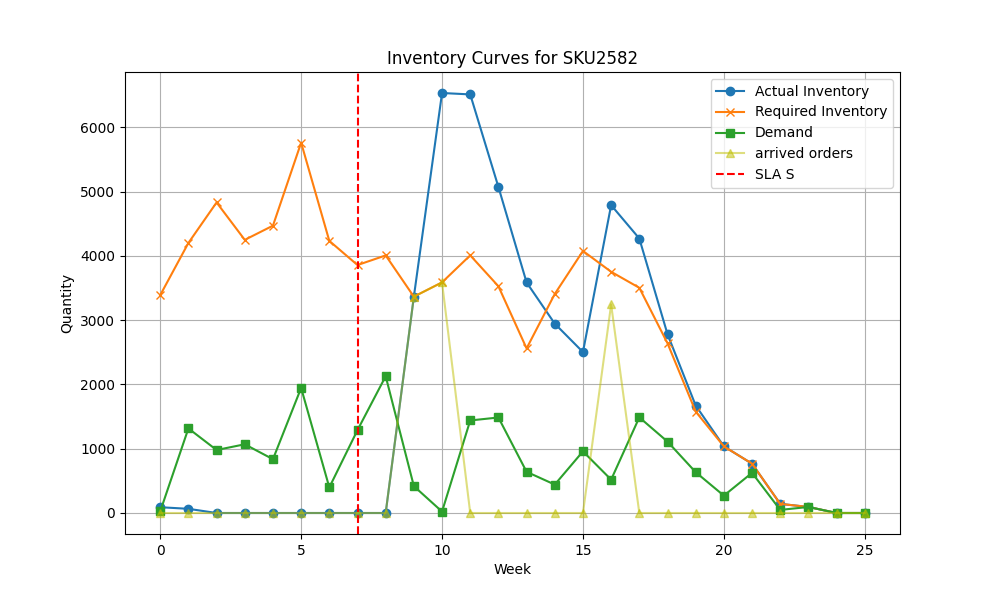 Inventory Curves for SKU2582
Actual Inventory
Required Inventory
Demand
arrived orders
SLA S
Quantity
6000
5000
4000
3000
2000
1000
0
0 5 10 15 20 25
Week